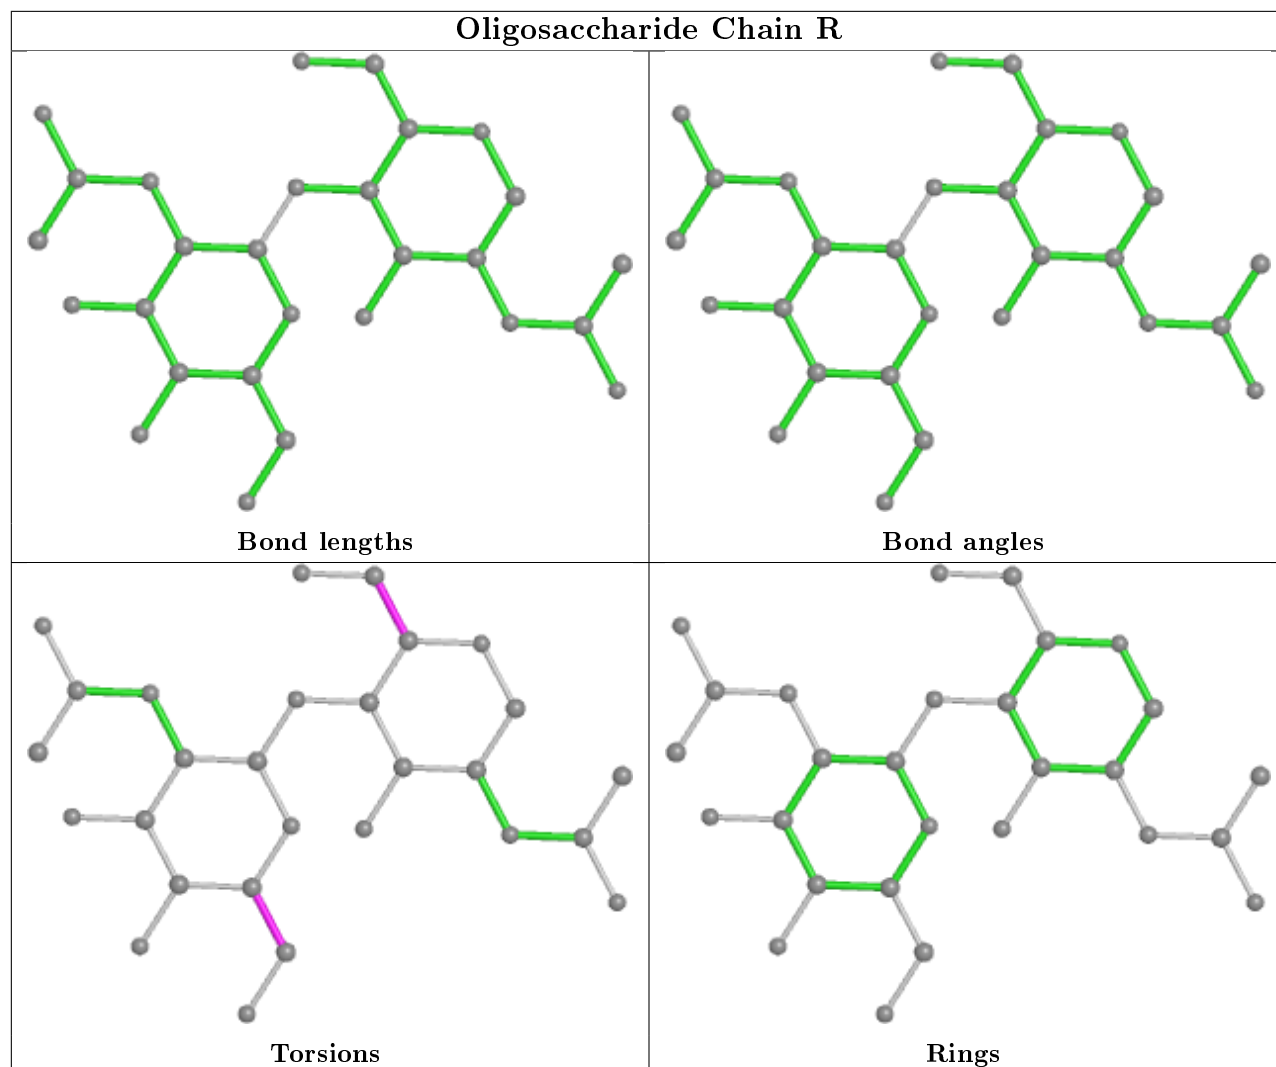 Oligosaccharide Chain R
Bond lengths
Bond angles
Torsions
Rings